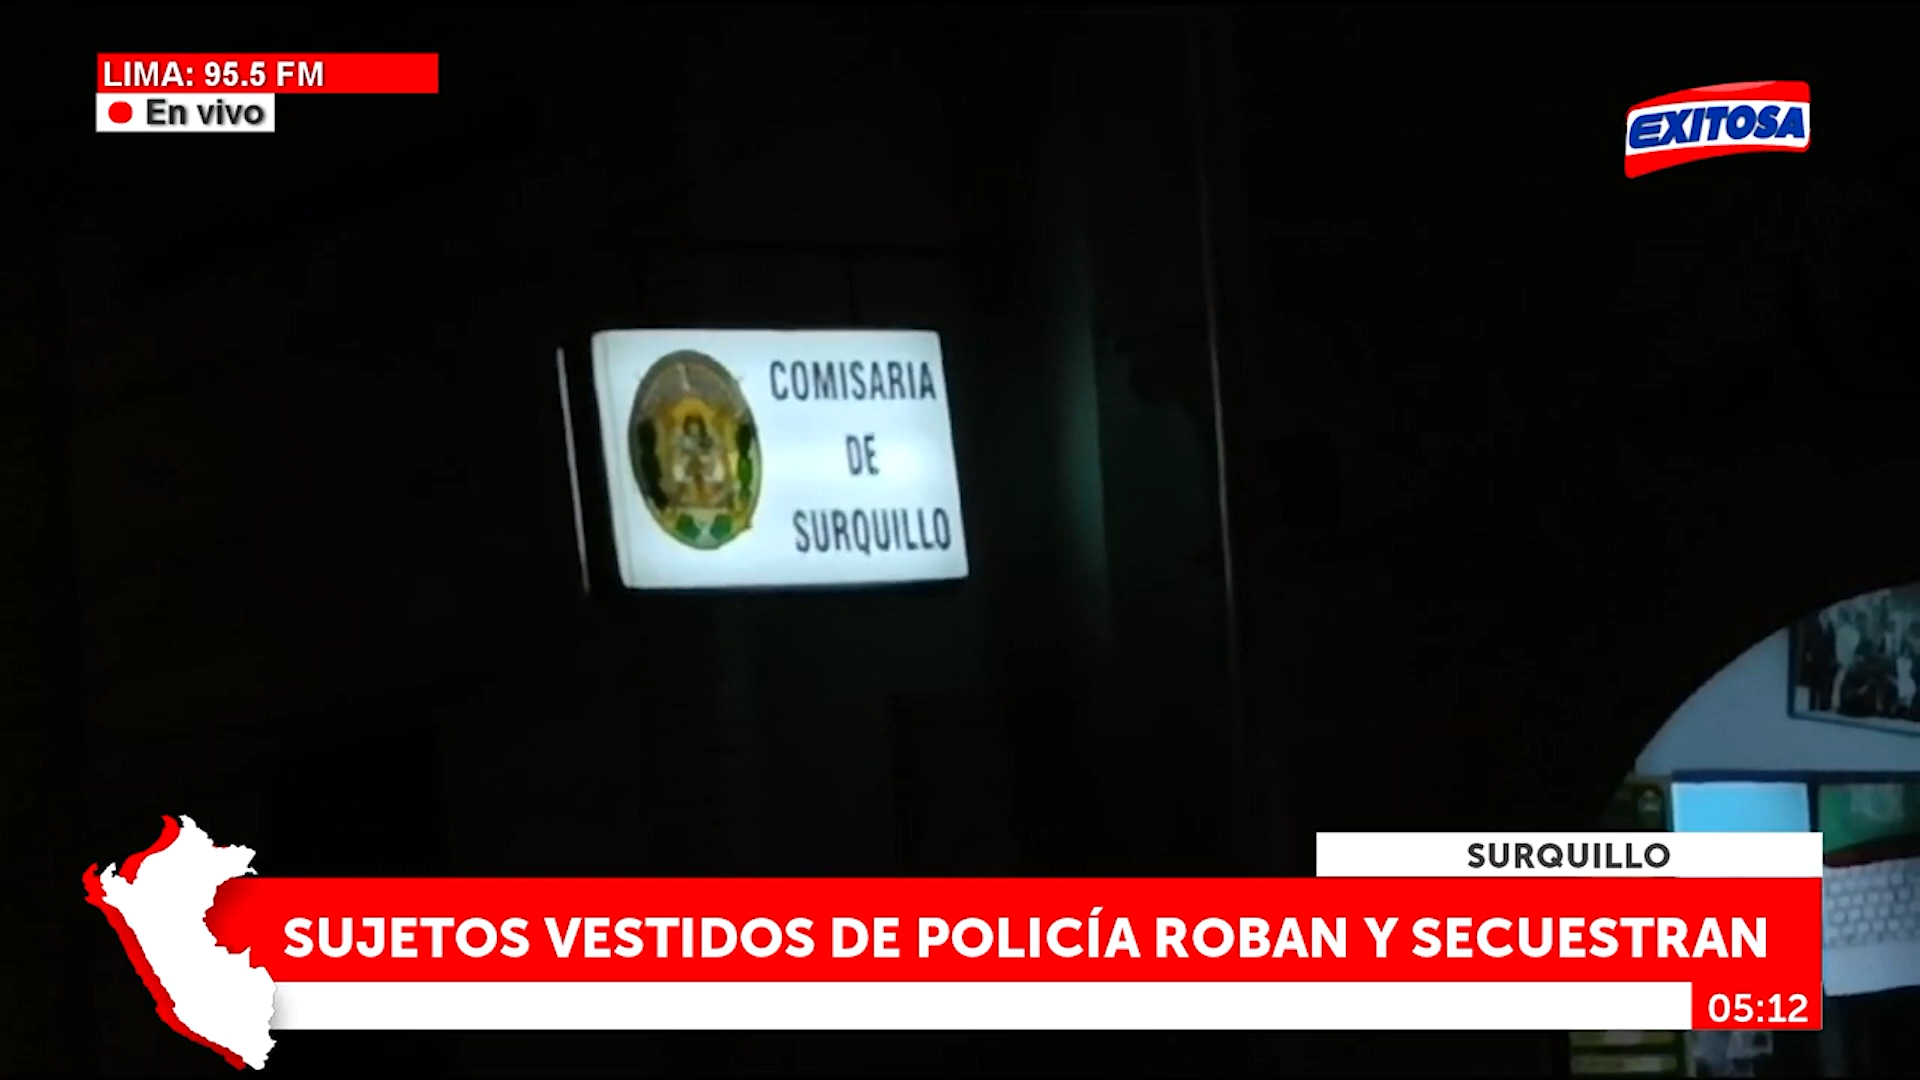 LIMA: 95.5 FM
En vivo
EXITOSA
COMISARIA
DE
SURQUILLO
SURQUILLO
SUJETOS VESTIDOS DE POLICÍA ROBAN Y SECUESTRAN
05:12